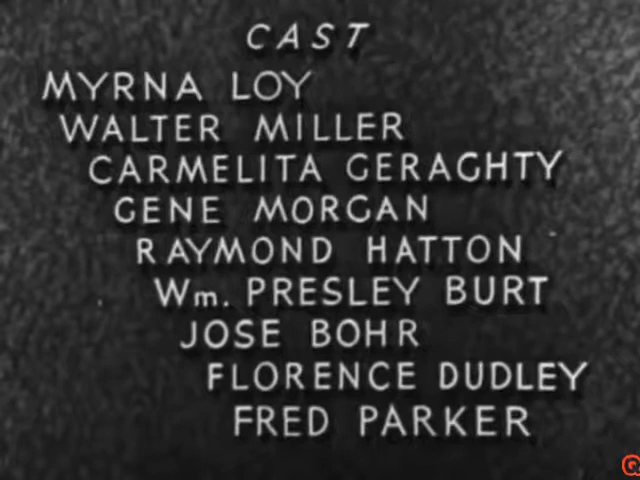 CAST
MYRNA LOY
WALTER MILLER
CARMELITA GERAGHTY
GENE MORGAN
RAYMOND HATTON
Wm. PRESLEY BURT
JOSE BOHR
FLORENCE DUDLEY
FRED PARKER